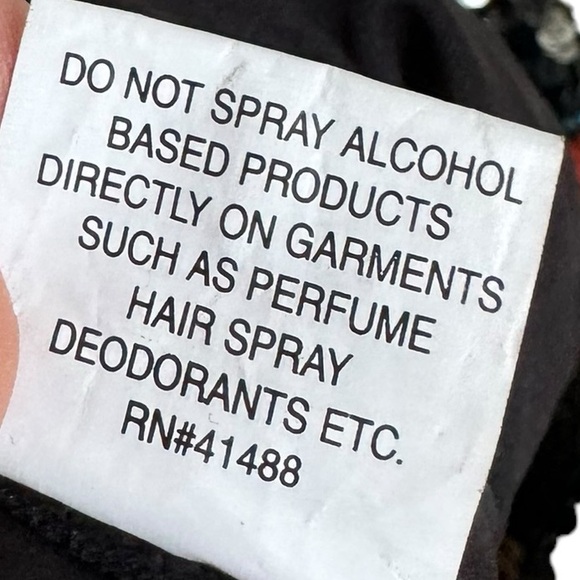 DO NOT SPRAY ALCOHOL
BASED PRODUCTS
DIRECTLY ON GARMENTS
SUCH AS PERFUME
HAIR SPRAY
DEODORANTS ETC.
RN#41488